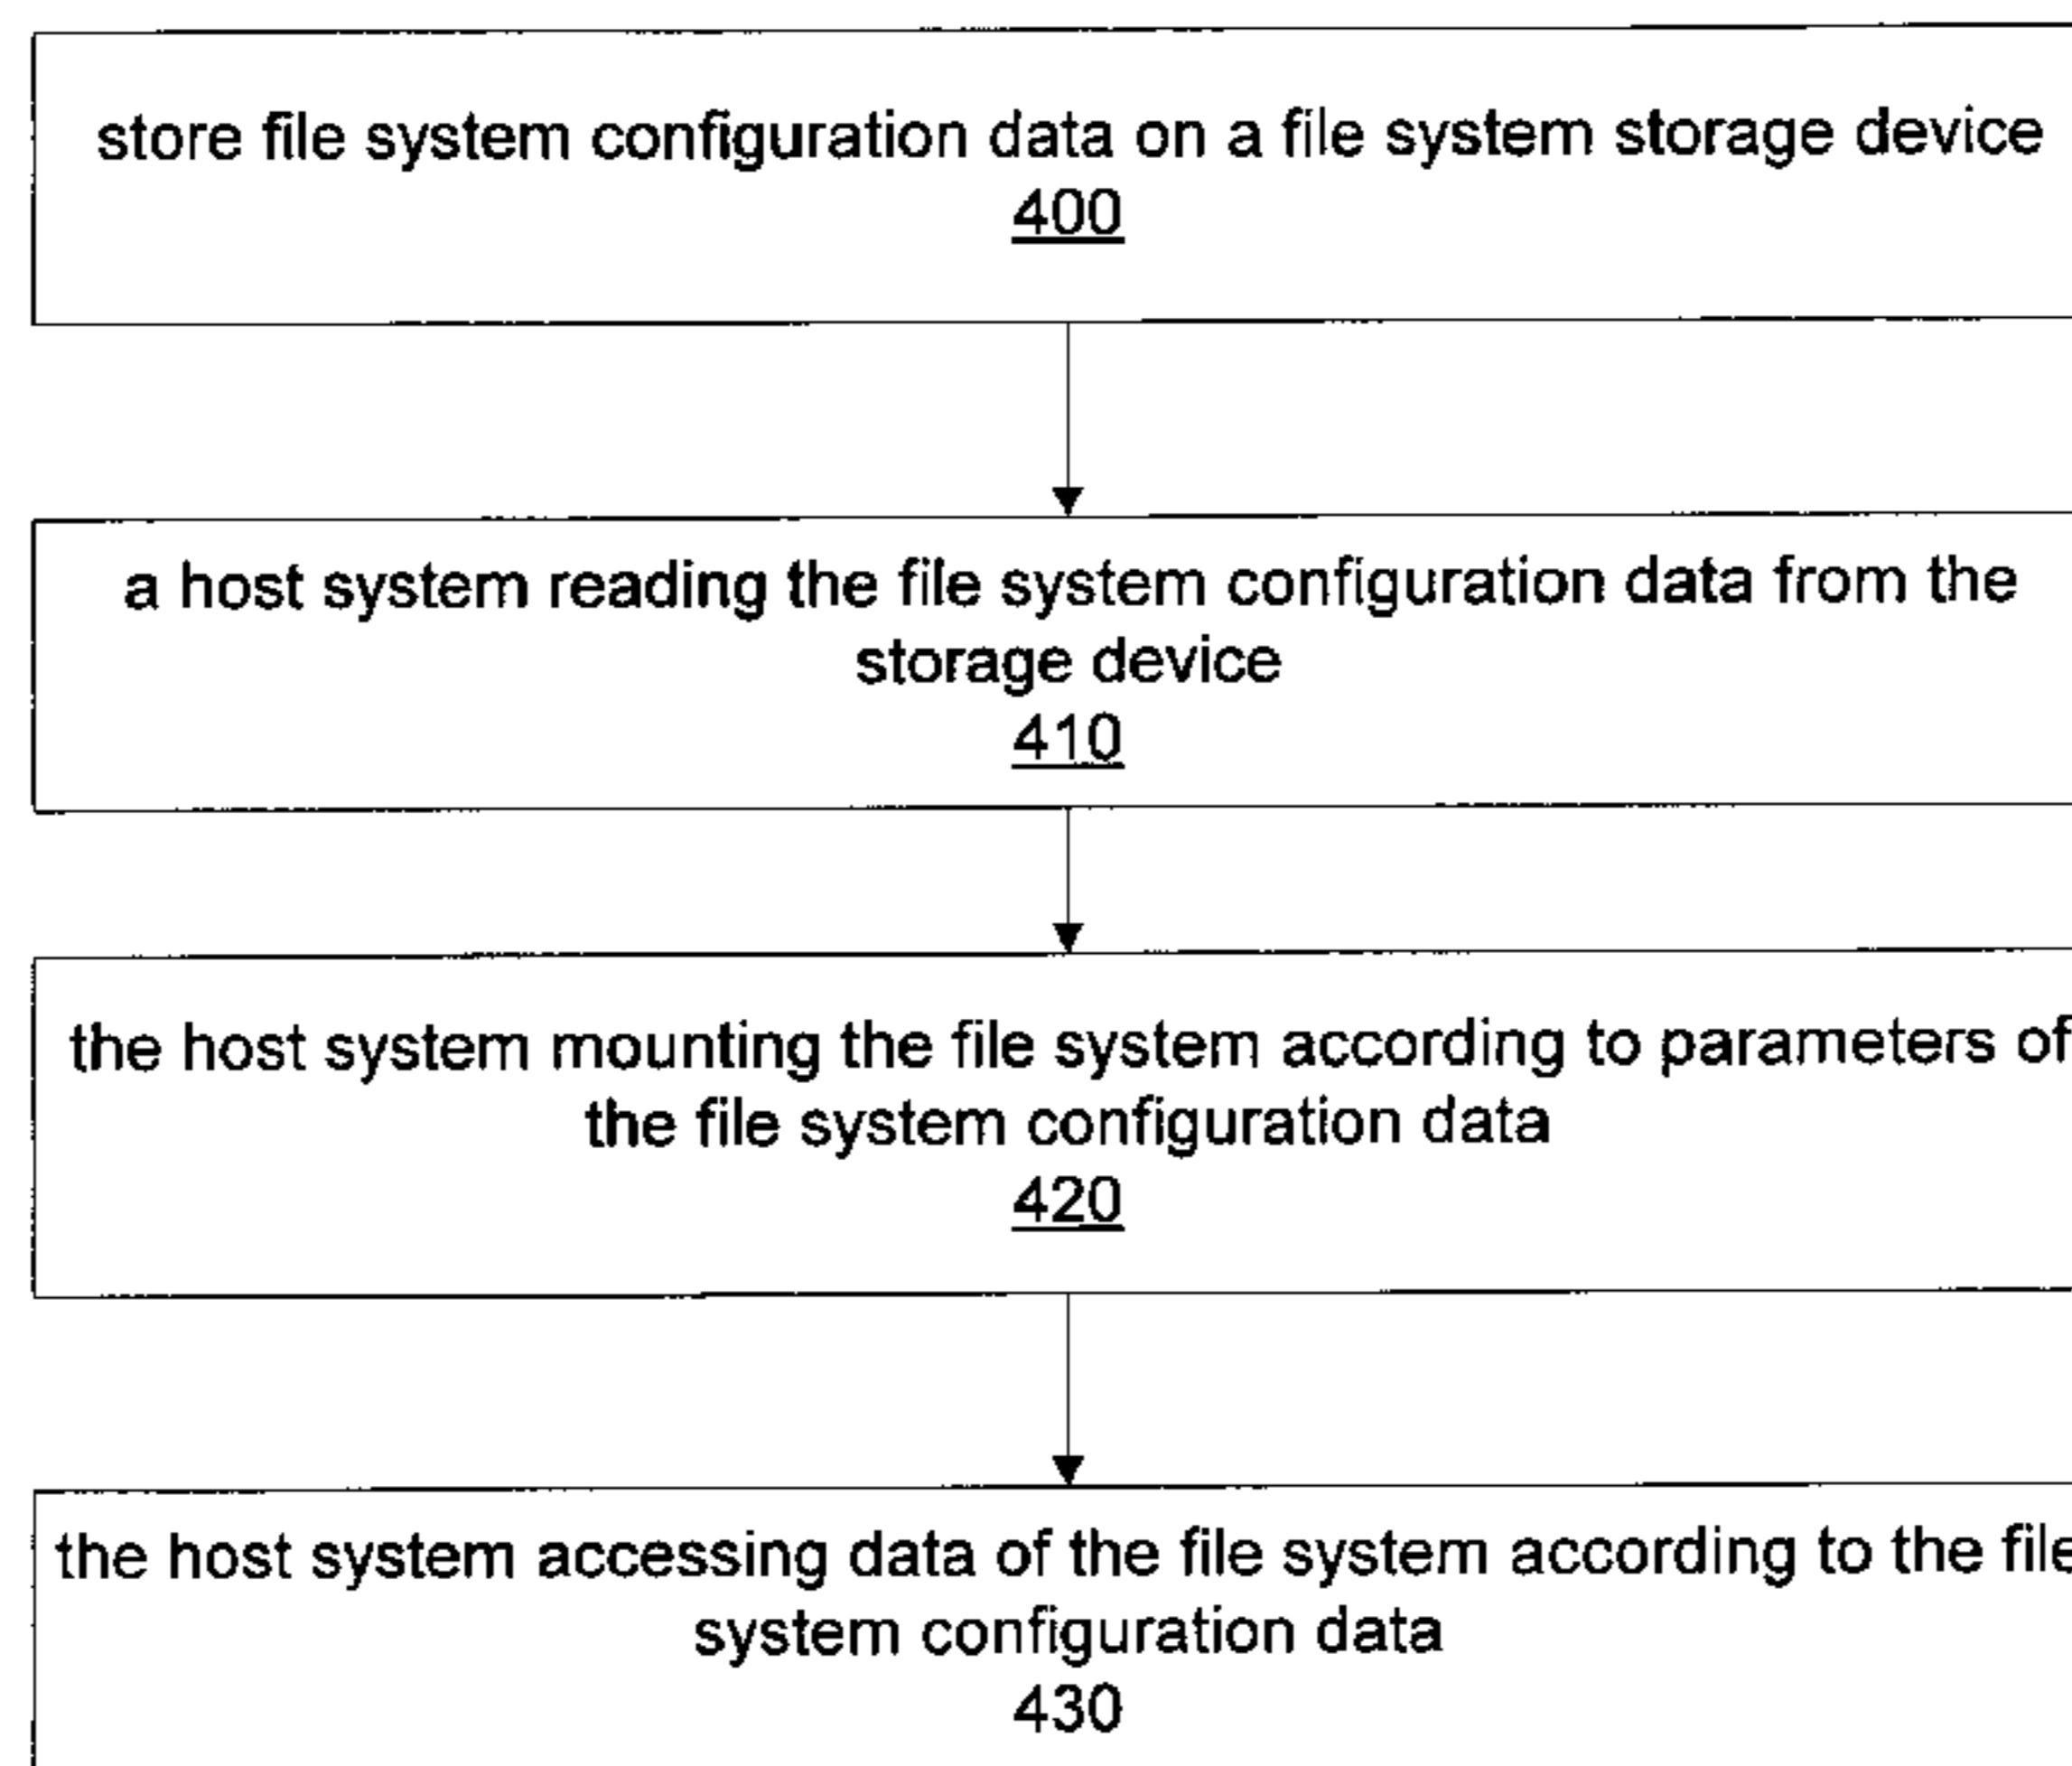 store file system configuration data on a file system storage device
400
a host system reading the file system configuration data from the
storage device
410
the host system mounting the file system according to parameters of
the file system configuration data
420
the host system accessing data of the file system according to the file
system configuration data
430